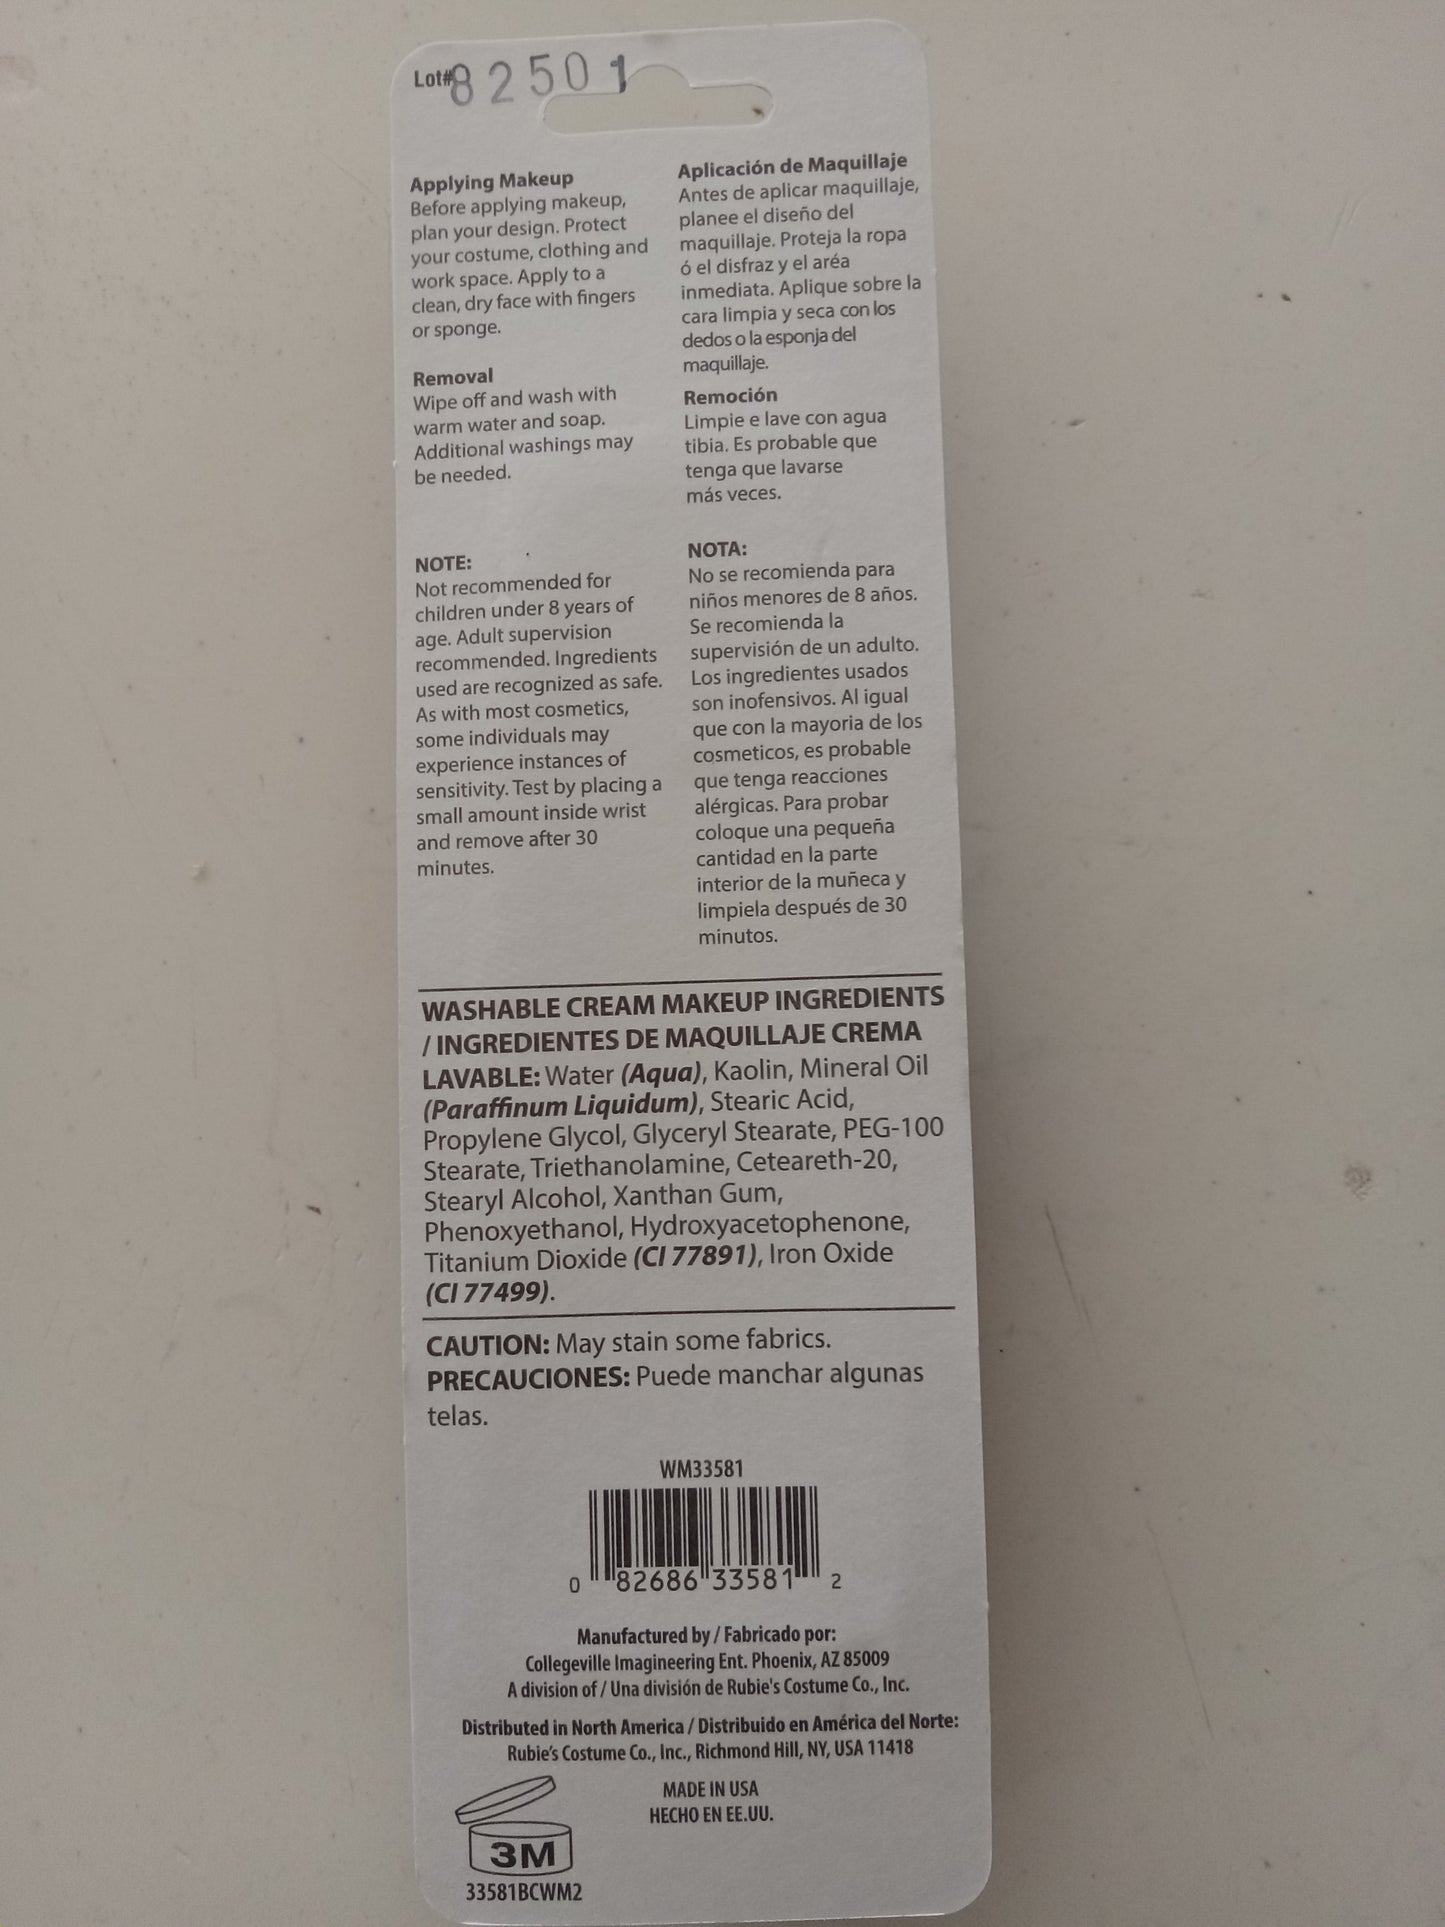 Lot# 82501
Applying Makeup
Before applying makeup,
plan your design. Protect
your costume, clothing and
work space. Apply to a
clean, dry face with fingers
or sponge.
Removal
Wipe off and wash with
warm water and soap.
Additional washings may
be needed.
NOTE:
Not recommended for
children under 8 years of
age. Adult supervision
recommended. Ingredients
used are recognized as safe.
As with most cosmetics,
some individuals may
experience instances of
sensitivity. Test by placing a
small amount inside wrist
and remove after 30
minutes.
Aplicación de Maquillaje
Antes de aplicar maquillaje,
planee el diseño del
maquillaje. Proteja la ropa
ó el disfraz y el aréa
inmediata. Aplique sobre la
cara limpia y seca con los
dedos o la esponja del
maquillaje.
Remoción
Limpie e lave con agua
tibia. Es probable que
tenga que lavarse
más veces.
NOTA:
No se recomienda para
niños menores de 8 años.
Se recomienda la
supervisión de un adulto.
Los ingredientes usados
son inofensivos. Al igual
que con la mayoria de los
cosmeticos, es probable
que tenga reacciones
alérgicas. Para probar
coloque una pequeña
cantidad en la parte
interior de la muñeca y
limpiela después de 30
minutos.
WASHABLE CREAM MAKEUP INGREDIENTS
/ INGREDIENTES DE MAQUILLAJE CREMA
LAVABLE: Water (Aqua), Kaolin, Mineral Oil
(Paraffinum Liquidum), Stearic Acid,
Propylene Glycol, Glyceryl Stearate, PEG-100
Stearate, Triethanolamine, Ceteareth-20,
Stearyl Alcohol, Xanthan Gum,
Phenoxyethanol, Hydroxyacetophenone,
Titanium Dioxide (CI 77891), Iron Oxide
(CI 77499).
CAUTION: May stain some fabrics.
PRECAUCIONES: Puede manchar algunas
telas.
WM33581
0 82686 33581 2
Manufactured by / Fabricado por:
Collegeville Imagineering Ent. Phoenix, AZ 85009
A division of / Una división de Rubie's Costume Co., Inc.
Distributed in North America / Distribuido en América del Norte:
Rubie's Costume Co., Inc., Richmond Hill, NY, USA 11418
MADE IN USA
HECHO EN EE.UU.
3M
33581BCWM2